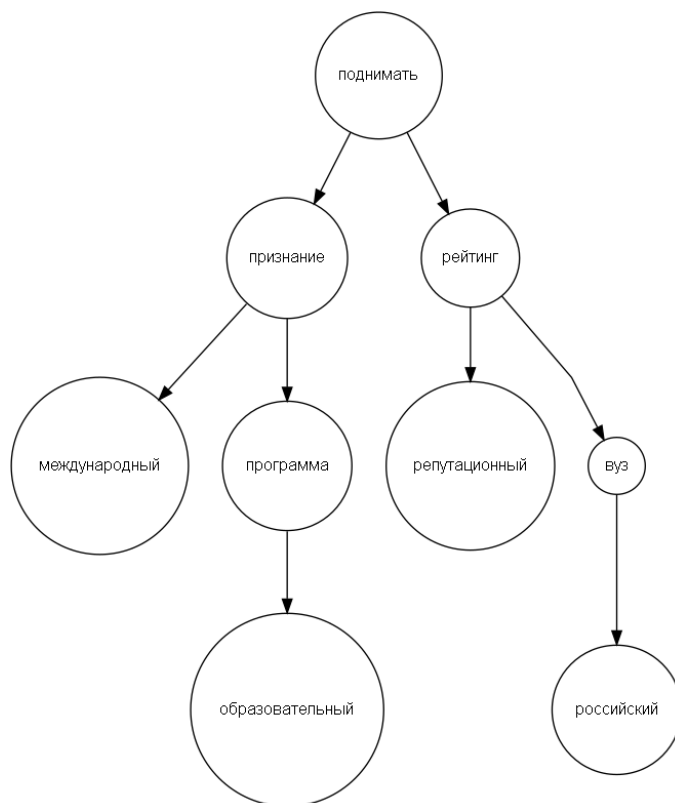 поднимать
признание
рейтинг
международный
программа
репутационный
вуз
образовательный
российский